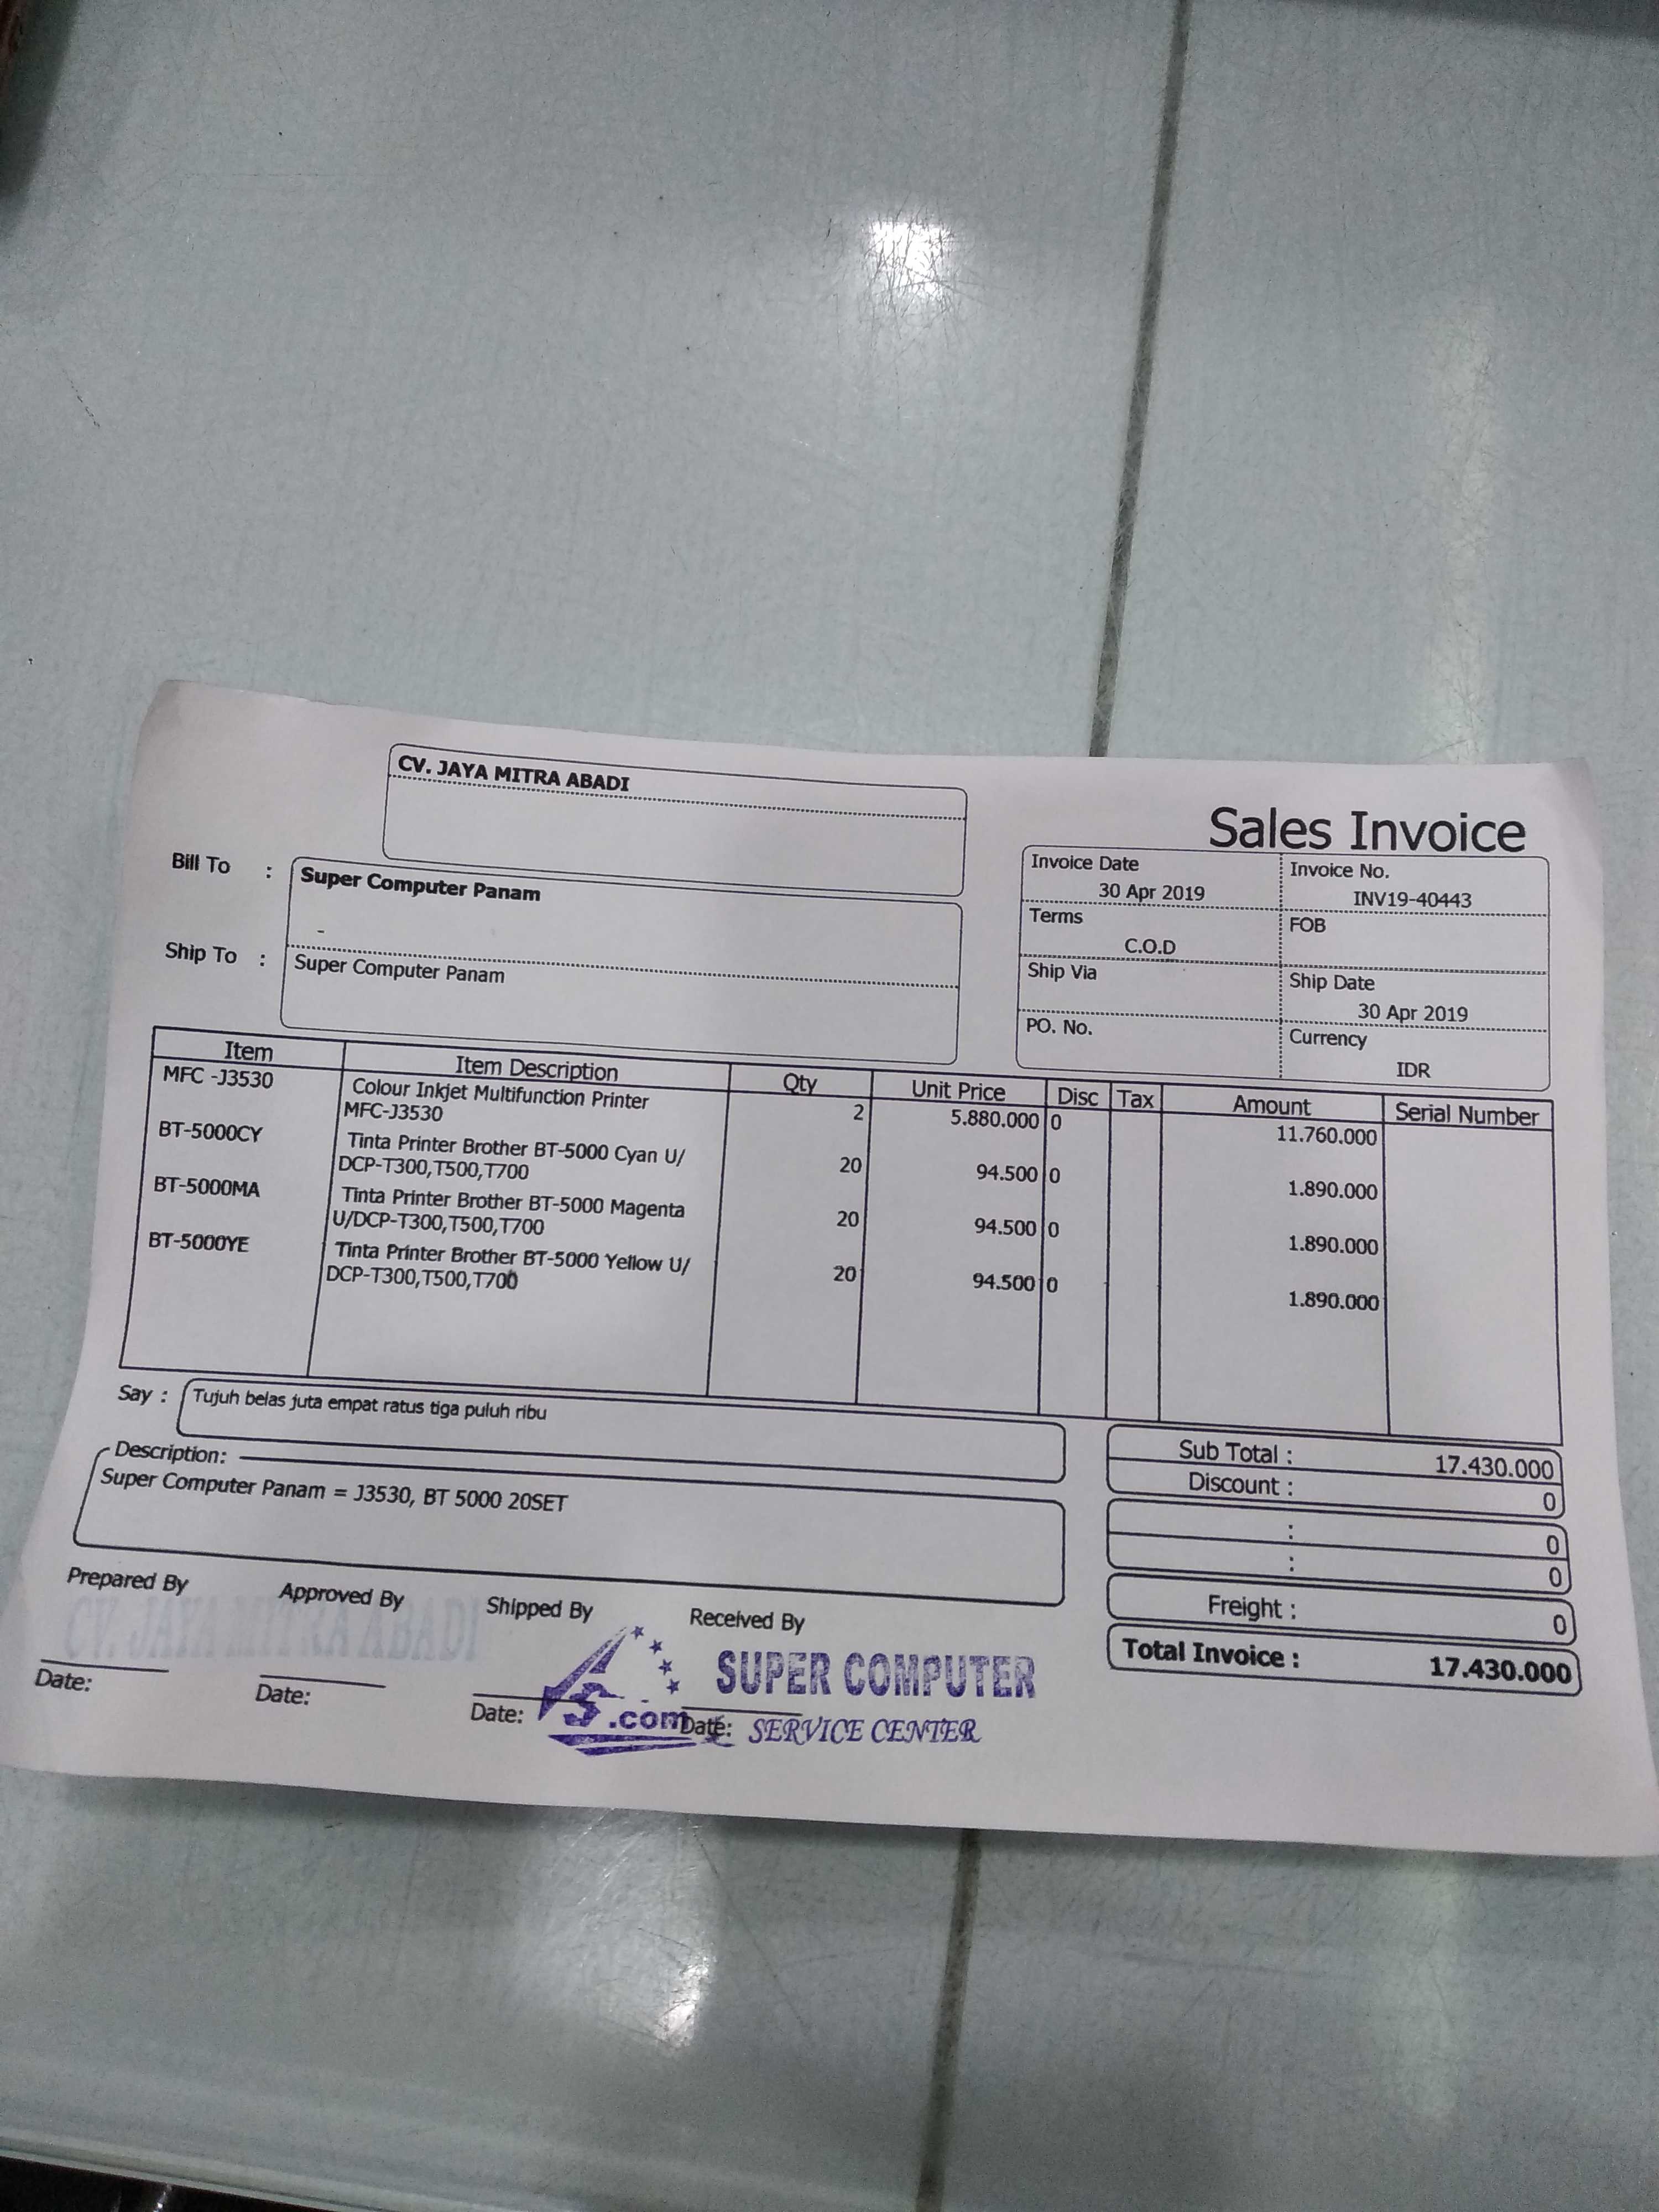 CV. JAYA MITRA ABADI
Sales Invoice
Bill To :
Super Computer Panam
-
Ship To :
Super Computer Panam
Invoice Date
30 Apr 2019
Invoice No.
INV19-40443
Terms
C.O.D
FOB
Ship Via
Ship Date
30 Apr 2019
PO. No.
Currency
IDR
Item Item Description Qty Unit Price Disc Tax Amount Serial Number
MFC -J3530 Colour Inkjet Multifunction Printer 2 5.880.000 0 11.760.000
MFC-J3530
BT-5000CY Tinta Printer Brother BT-5000 Cyan U/ 20 94.500 0 1.890.000
DCP-T300,T500,T700
BT-5000MA Tinta Printer Brother BT-5000 Magenta 20 94.500 0 1.890.000
U/DCP-T300,T500,T700
BT-5000YE Tinta Printer Brother BT-5000 Yellow U/ 20 94.500 0 1.890.000
DCP-T300,T500,T700
Say : Tujuh belas juta empat ratus tiga puluh ribu
Description:
Super Computer Panam = J3530, BT 5000 20SET
Sub Total : 17.430.000
Discount : 0
: 0
: 0
Freight : 0
Total Invoice : 17.430.000
Prepared By Approved By Shipped By Received By
CV. JAYA MITRA ABADI
Date: Date: Date: Date:
S.com
SUPER COMPUTER
SERVICE CENTER